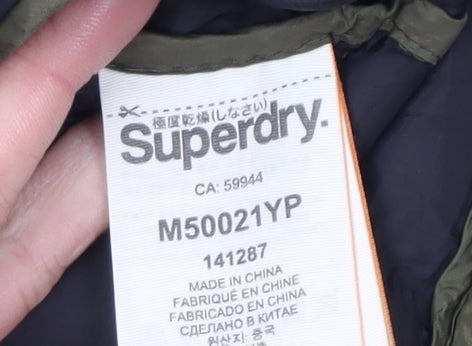 極度乾燥(しなさい)
Superdry.
CA: 59944
M50021YP
141287
MADE IN CHINA
FABRIQUÉ EN CHINE
FABRICADO EN CHINA
СДЕЛАНО В КИТАЕ
원산지: 중국